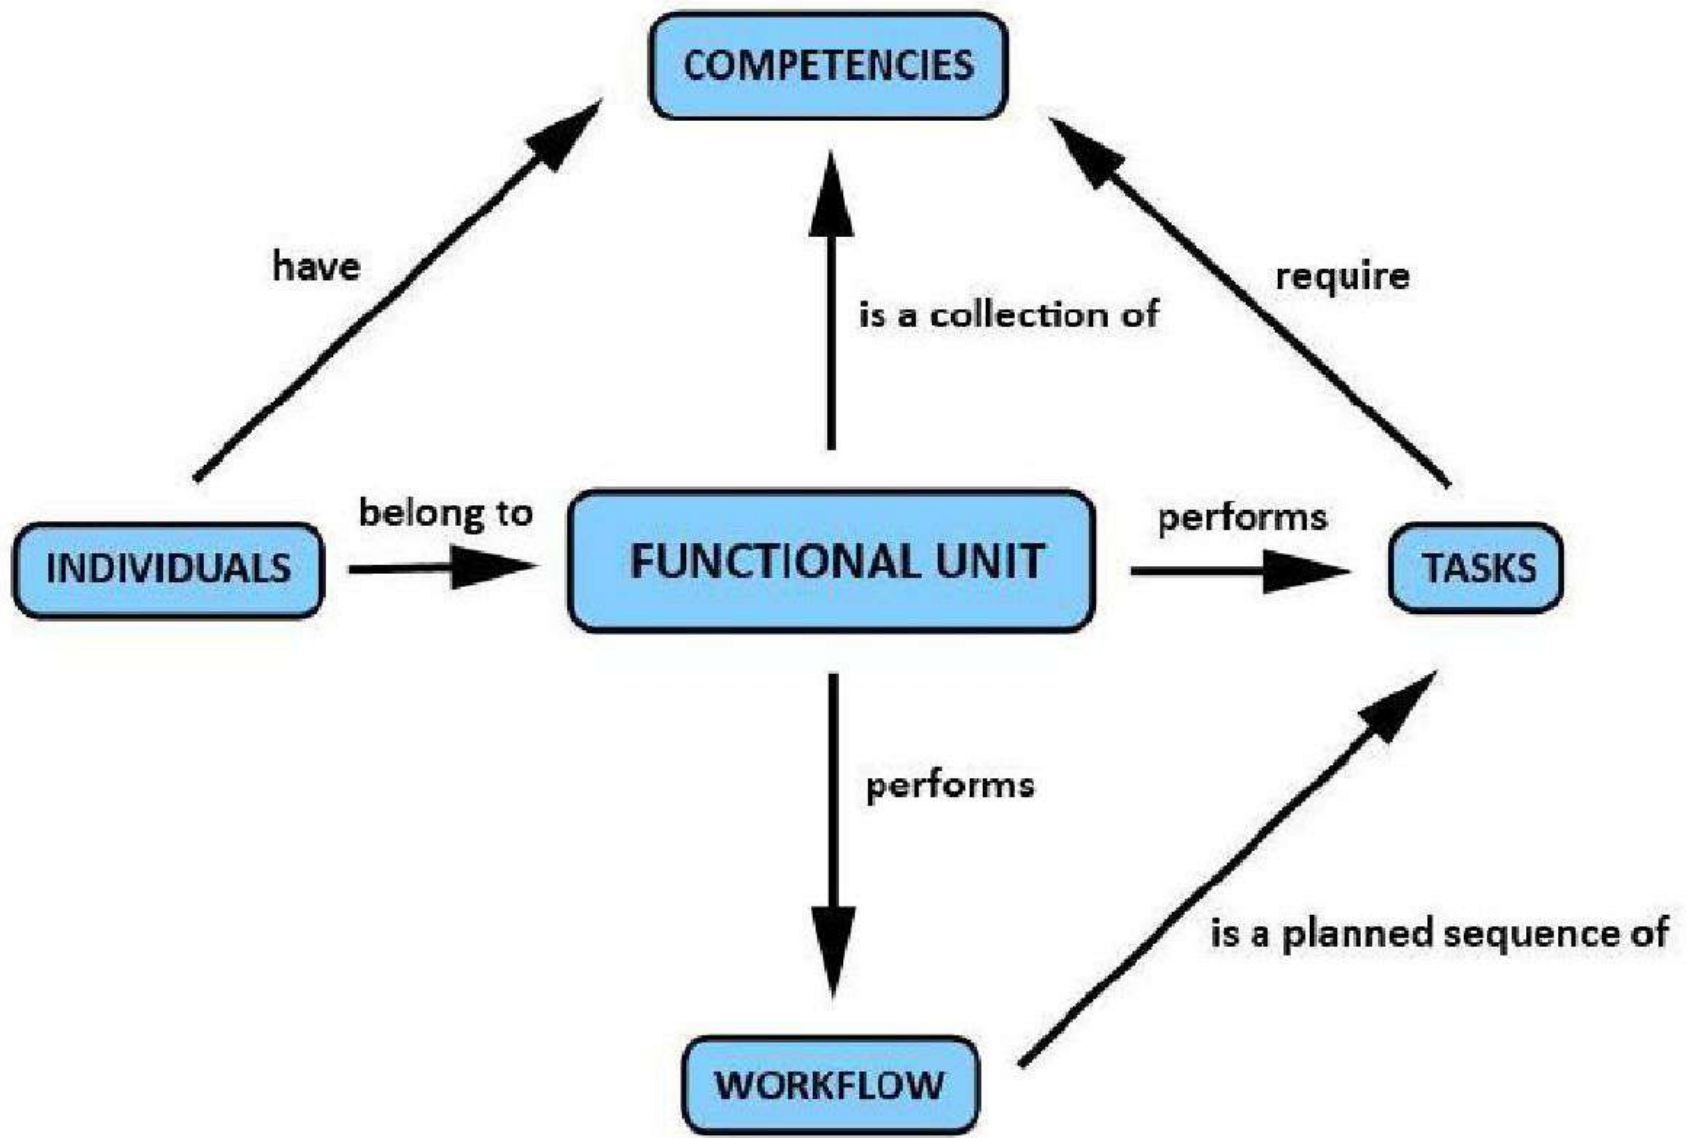 COMPETENCIES
have
require
is a collection of
belong to
performs
INDIVIDUALS
FUNCTIONAL UNIT
TASKS
performs
is a planned sequence of
WORKFLOW